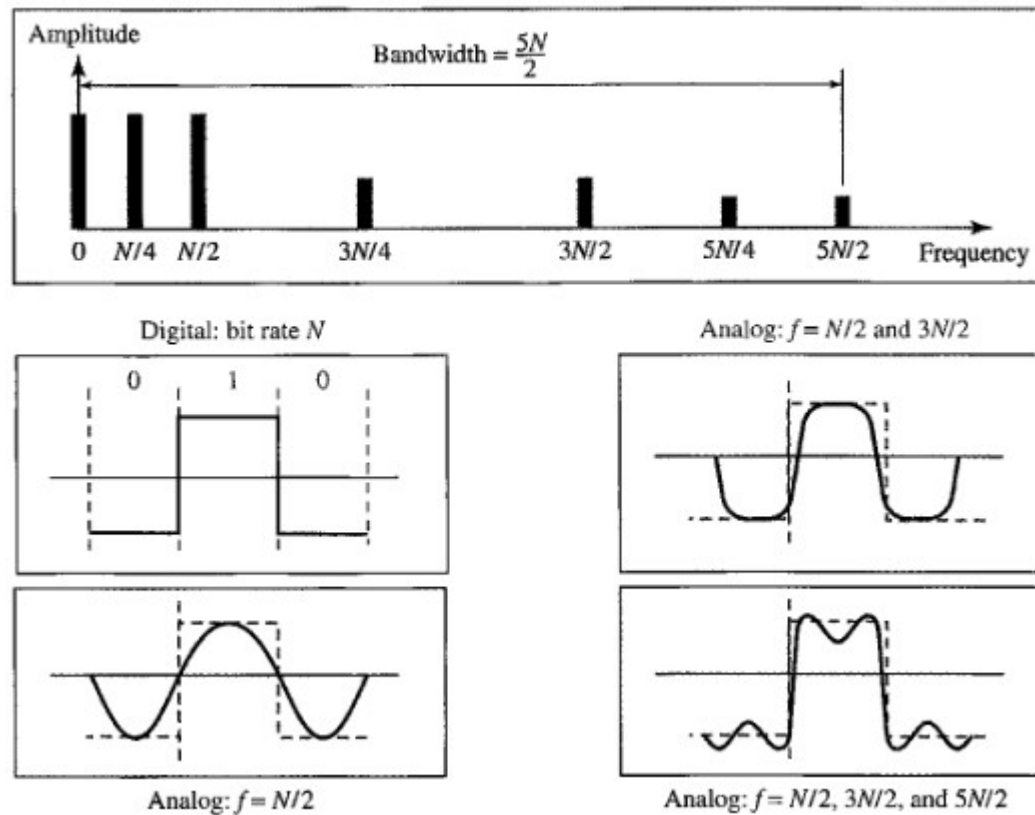 Amplitude
Bandwidth = 5N/2
0 N/4 N/2 3N/4 3N/2 5N/4 5N/2 Frequency
Digital: bit rate N
0 1 0
Analog: f = N/2 and 3N/2
Analog: f = N/2
Analog: f = N/2, 3N/2, and 5N/2